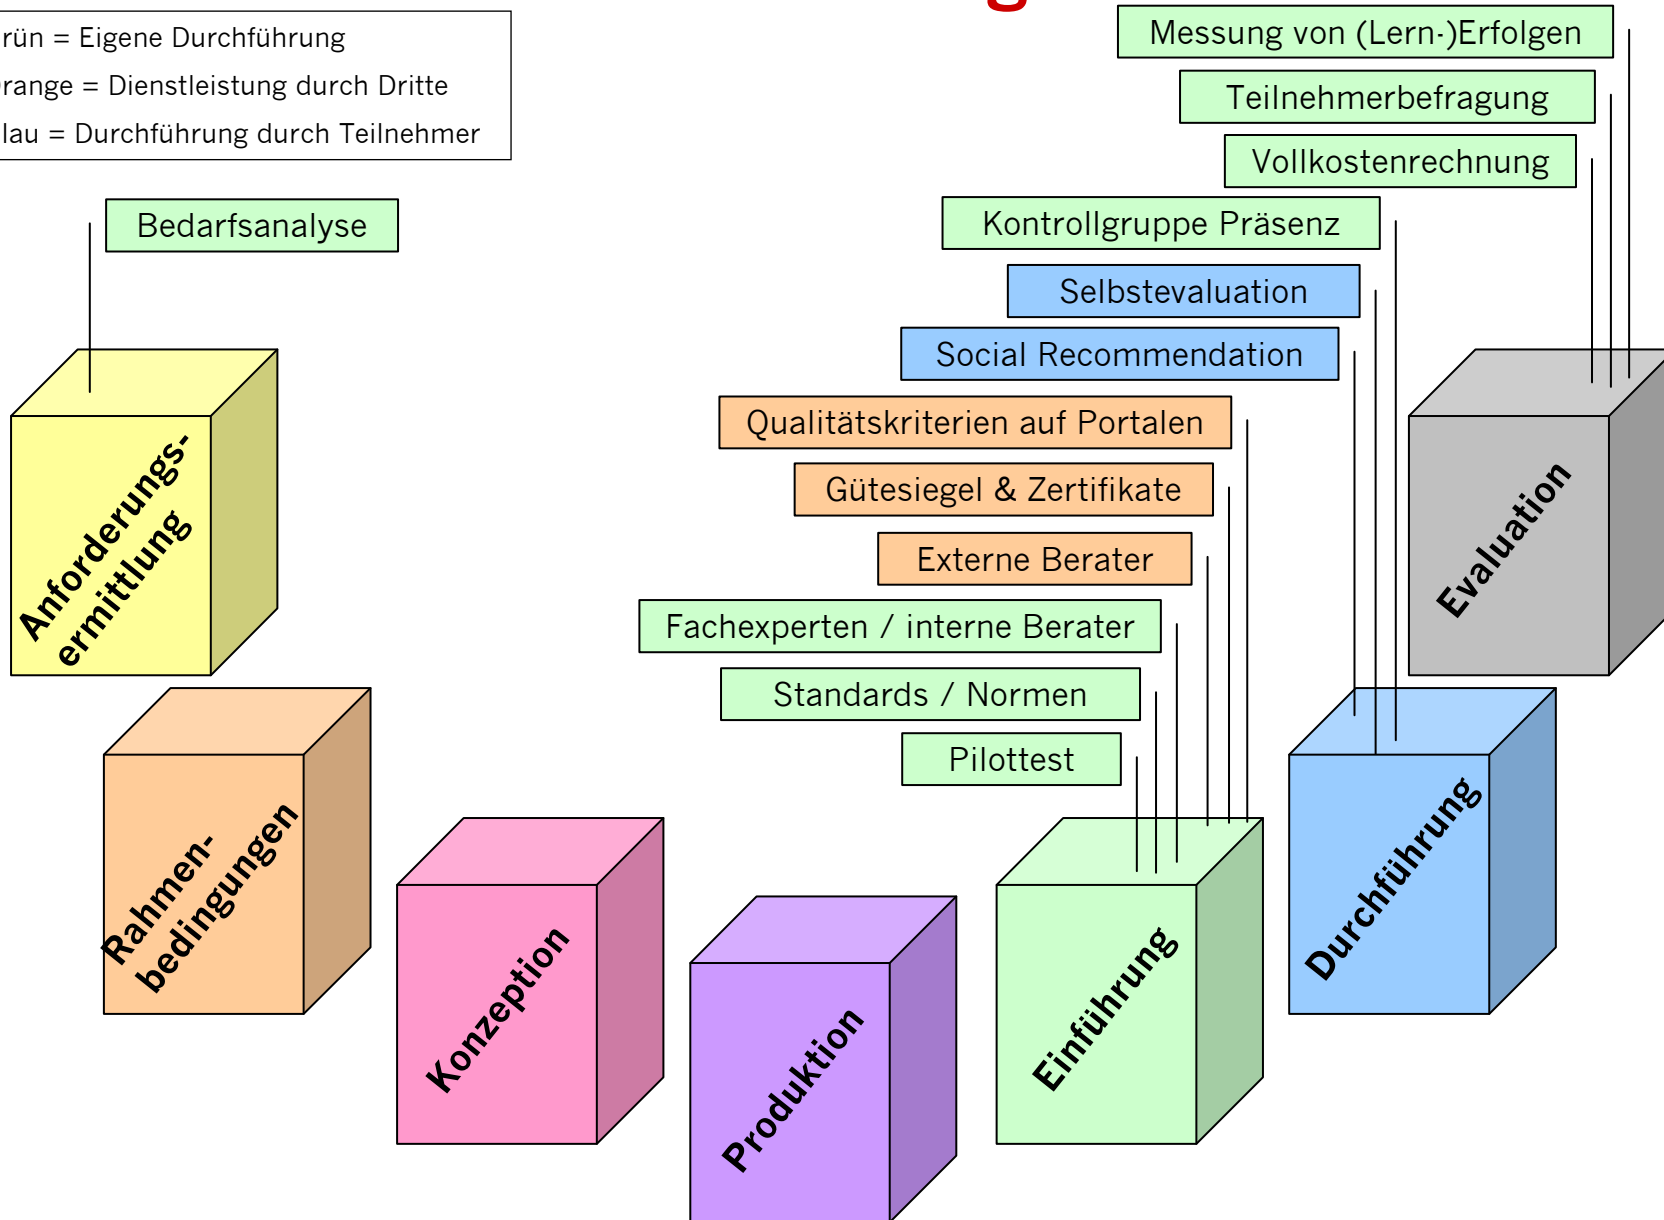 g
rün = Eigene Durchführung
range = Dienstleistung durch Dritte
lau = Durchführung durch Teilnehmer
Messung von (Lern-)Erfolgen
Teilnehmerbefragung
Vollkostenrechnung
Bedarfsanalyse
Kontrollgruppe Präsenz
Selbstevaluation
Social Recommendation
Qualitätskriterien auf Portalen
Gütesiegel & Zertifikate
Externe Berater
Fachexperten / interne Berater
Standards / Normen
Pilottest
Anforderungs-
ermittlung
Rahmen-
bedingungen
Konzeption
Produktion
Einführung
Durchführung
Evaluation